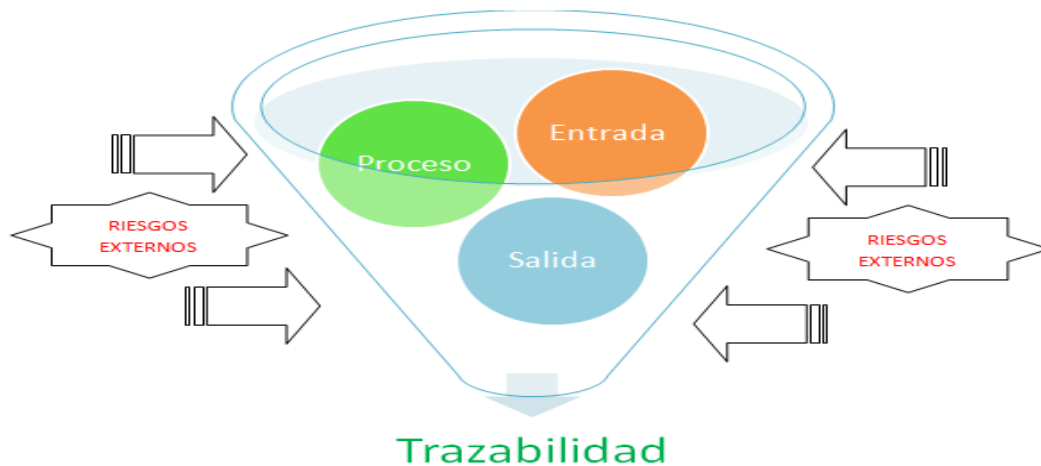 Entrada
Proceso
RIESGOS
EXTERNOS
RIESGOS
EXTERNOS
Salida
Trazabilidad